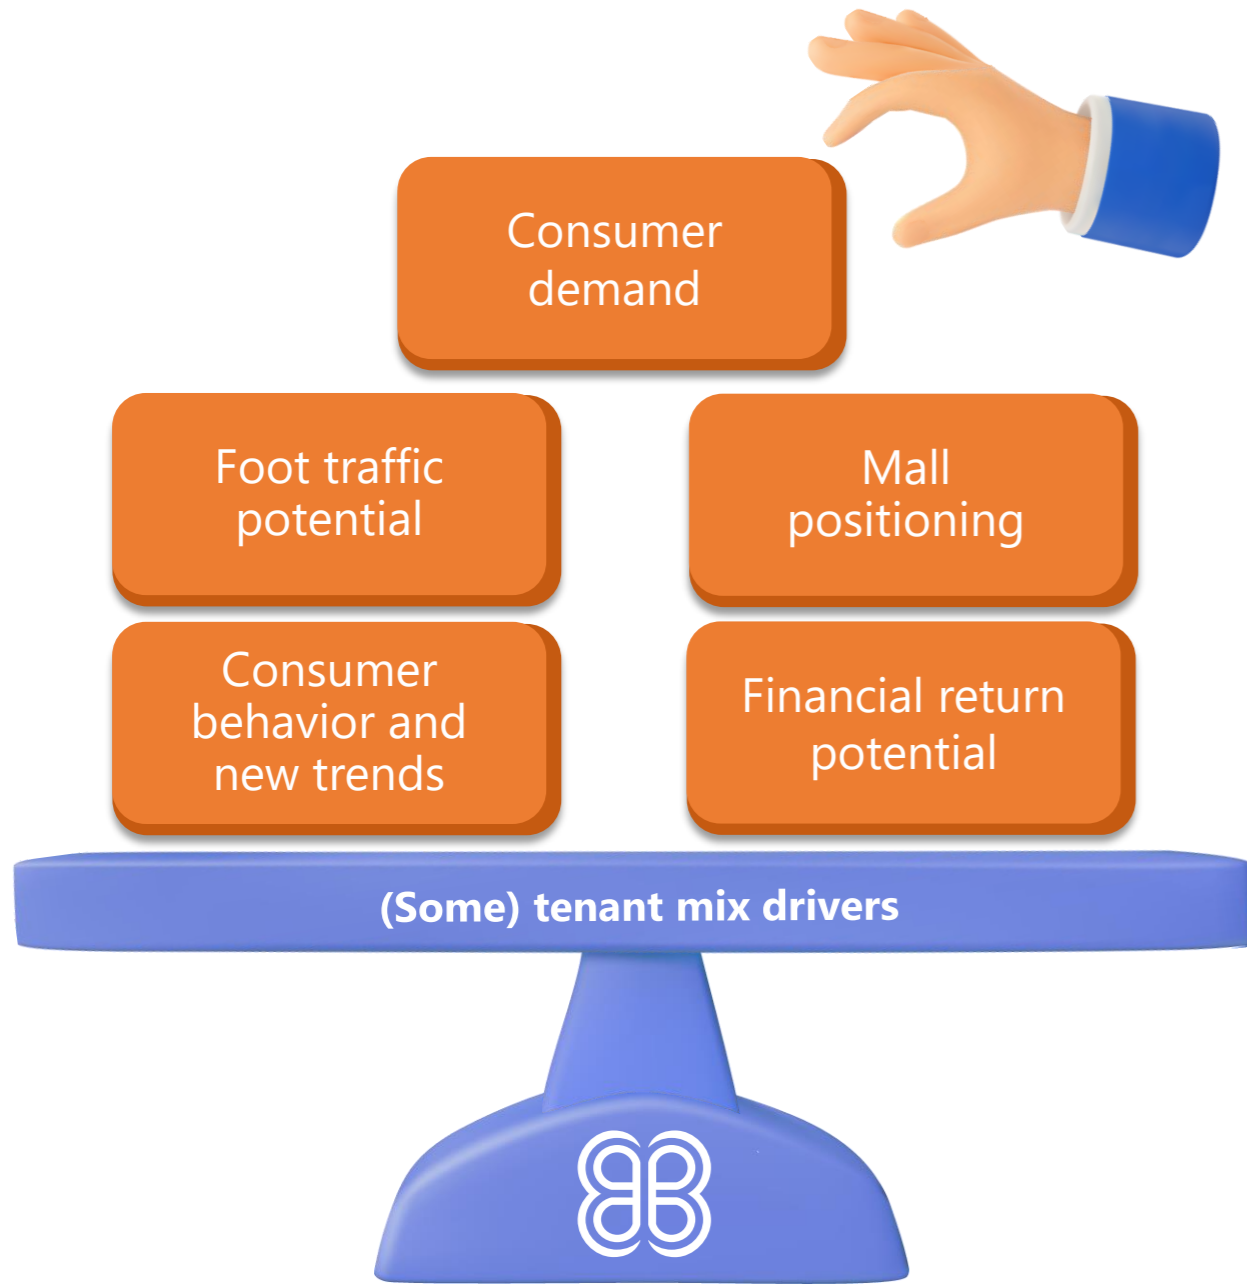 Consumer
demand
Foot traffic
potential
Mall
positioning
Consumer
behavior and
new trends
Financial return
potential
(Some) tenant mix drivers